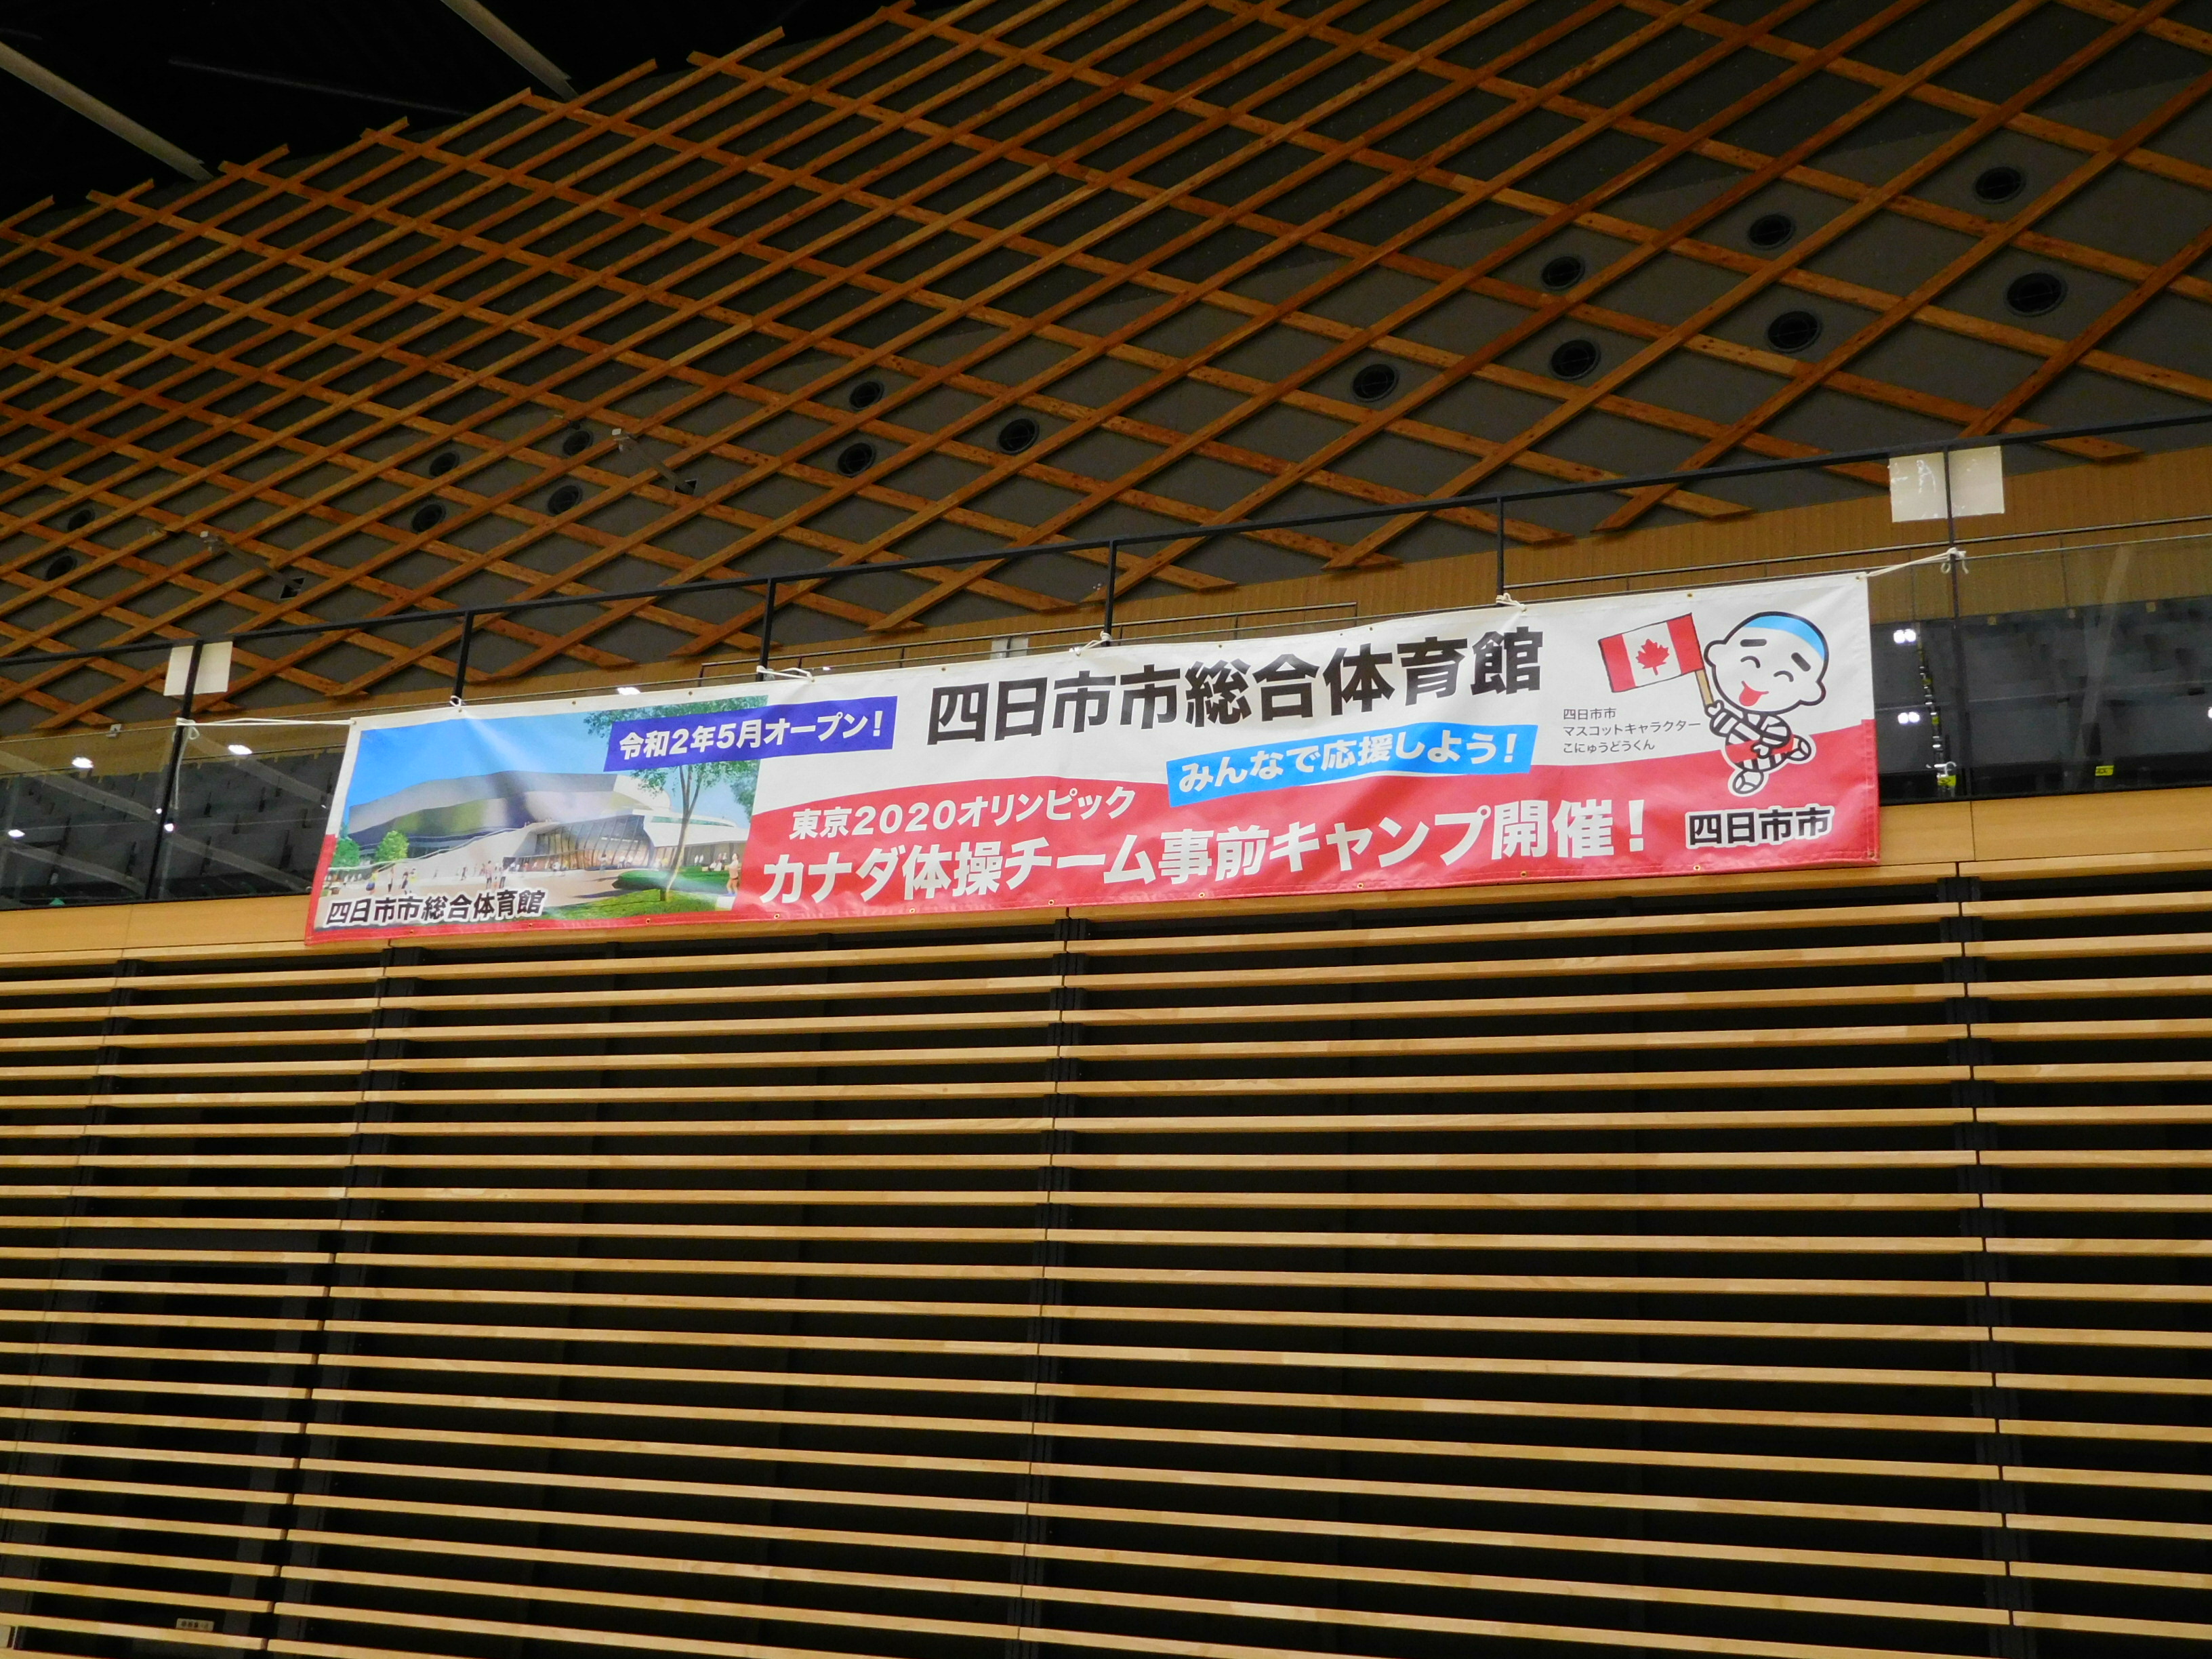 令和2年5月オープン!
四日市市総合体育館
みんなで応援しよう!
東京2020オリンピック
カナダ体操チーム事前キャンプ開催!
四日市市総合体育館
四日市市
マスコットキャラクター
こにゅうどうくん
四日市市